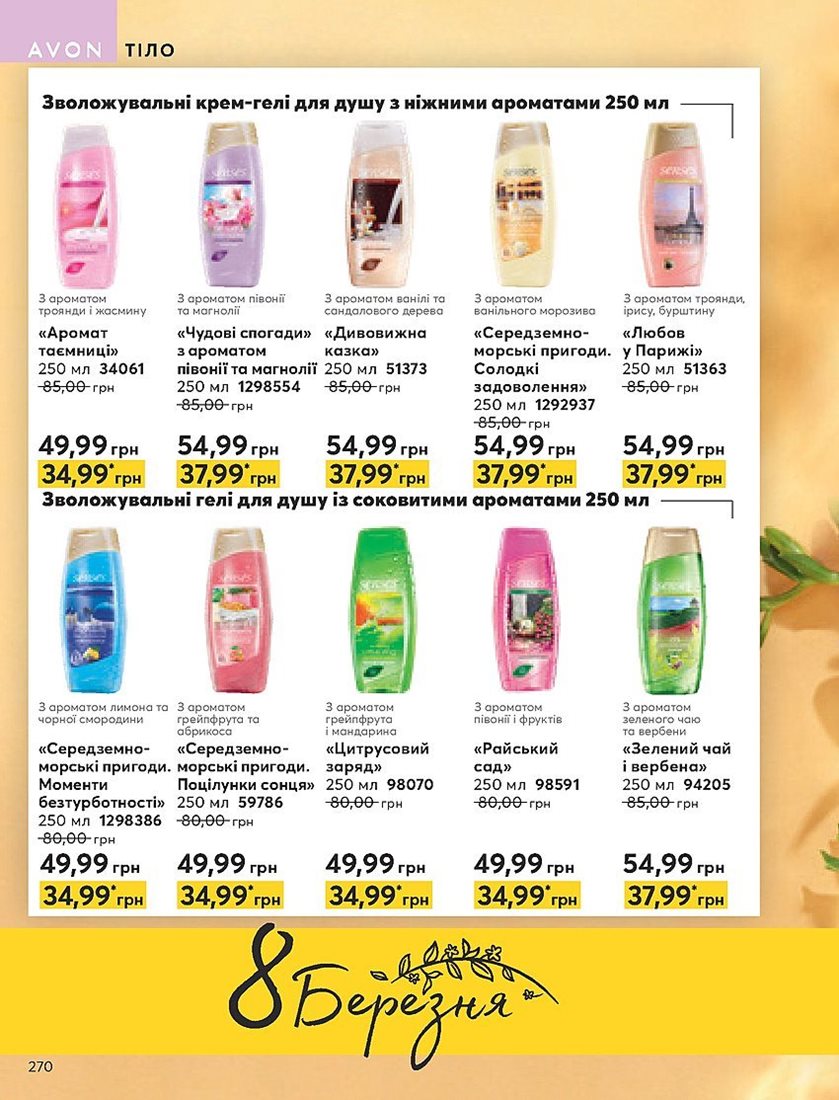 AVON ТІЛО
Зволожувальні крем-гелі для душу з ніжними ароматами 250 мл
senses
senses
senses
senses
senses
З ароматом
троянди і жасмину
«Аромат
таємниці»
250 мл 34061
85,00 грн
49,99 грн
34,99* грн
З ароматом півонії
та магнолії
«Чудові спогади»
з ароматом
півонії та магнолії
250 мл 1298554
85,00 грн
54,99 грн
37,99* грн
З ароматом ванілі та
сандалового дерева
«Дивовижна
казка»
250 мл 51373
85,00 грн
54,99 грн
37,99* грн
З ароматом
ванільного морозива
«Середземно-
морські пригоди.
Солодкі
задоволення»
250 мл 1292937
85,00 грн
54,99 грн
37,99* грн
З ароматом троянди,
ірису, бурштину
«Любов
у Парижі»
250 мл 51363
85,00 грн
54,99 грн
37,99* грн
Зволожувальні гелі для душу із соковитими ароматами 250 мл
senses
senses
senses
senses
senses
З ароматом лимона та
чорної смородини
«Середземно-
морські пригоди.
Моменти
безтурботності»
250 мл 1298386
80,00 грн
49,99 грн
34,99* грн
З ароматом
грейпфрута та
абрикоса
«Середземно-
морські пригоди.
Поцілунки сонця»
250 мл 59786
80,00 грн
49,99 грн
34,99* грн
З ароматом
грейпфрута
і мандарина
«Цитрусовий
заряд»
250 мл 98070
80,00 грн
49,99 грн
34,99* грн
З ароматом
півонії і фруктів
«Райський
сад»
250 мл 98591
80,00 грн
49,99 грн
34,99* грн
З ароматом
зеленого чаю
та вербени
«Зелений чай
і вербена»
250 мл 94205
85,00 грн
54,99 грн
37,99* грн
8 Березня
270